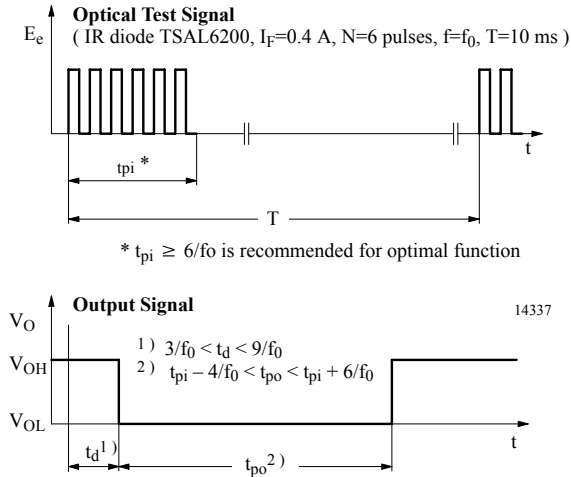 Optical Test Signal
E_e
( IR diode TSAL6200, I_F=0.4 A, N=6 pulses, f=f_0, T=10 ms )
t
tpi *
T
* t_pi ≥ 6/fo is recommended for optimal function
Output Signal
14337
V_O
1 ) 3/f_0 < t_d < 9/f_0
V_OH
2 ) t_pi – 4/f_0 < t_po < t_pi + 6/f_0
V_OL
t
t_d 1 )
t_po 2 )